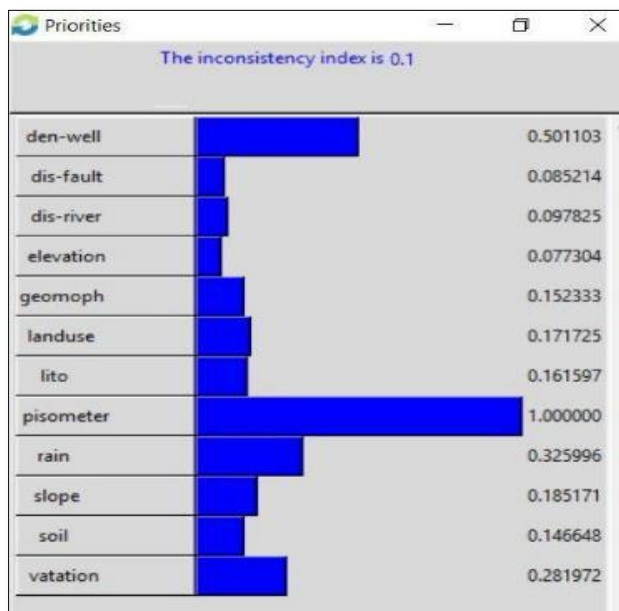 Priorities
The inconsistency index is 0.1
den-well 0.501103
dis-fault 0.085214
dis-river 0.097825
elevation 0.077304
geomoph 0.152333
landuse 0.171725
lito 0.161597
pisometer 1.000000
rain 0.325996
slope 0.185171
soil 0.146648
vatation 0.281972